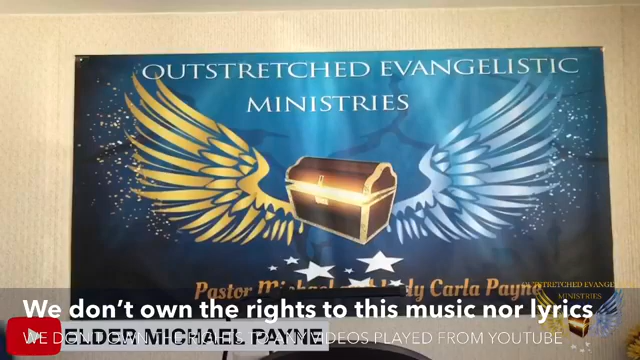 OUTSTRETCHED EVANGELISTIC
MINISTRIES
Pastor Michael and Lady Carla Payne
OUTSTRETCHED EVANGE
MINISTRIES
We don't own the rights to this music nor lyrics
ELDER MICHAEL PAYNE
WE DON'T OWN THE RIGHTS TO ANY VIDEOS PLAYED FROM YOUTUBE